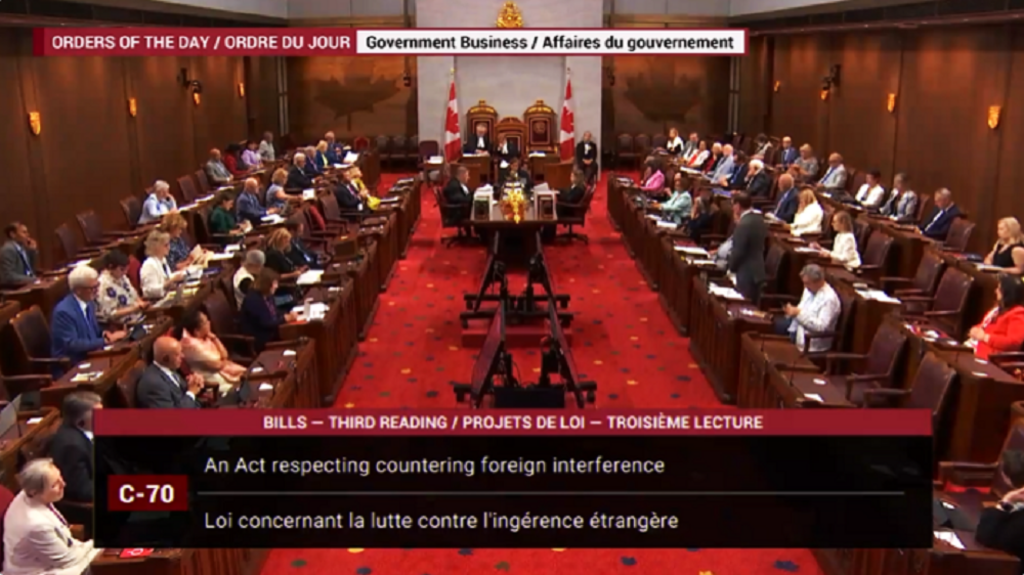 ORDERS OF THE DAY / ORDRE DU JOUR Government Business / Affaires du gouvernement
BILLS — THIRD READING / PROJETS DE LOI — TROISIÈME LECTURE
An Act respecting countering foreign interference
C-70
Loi concernant la lutte contre l'ingérence étrangère